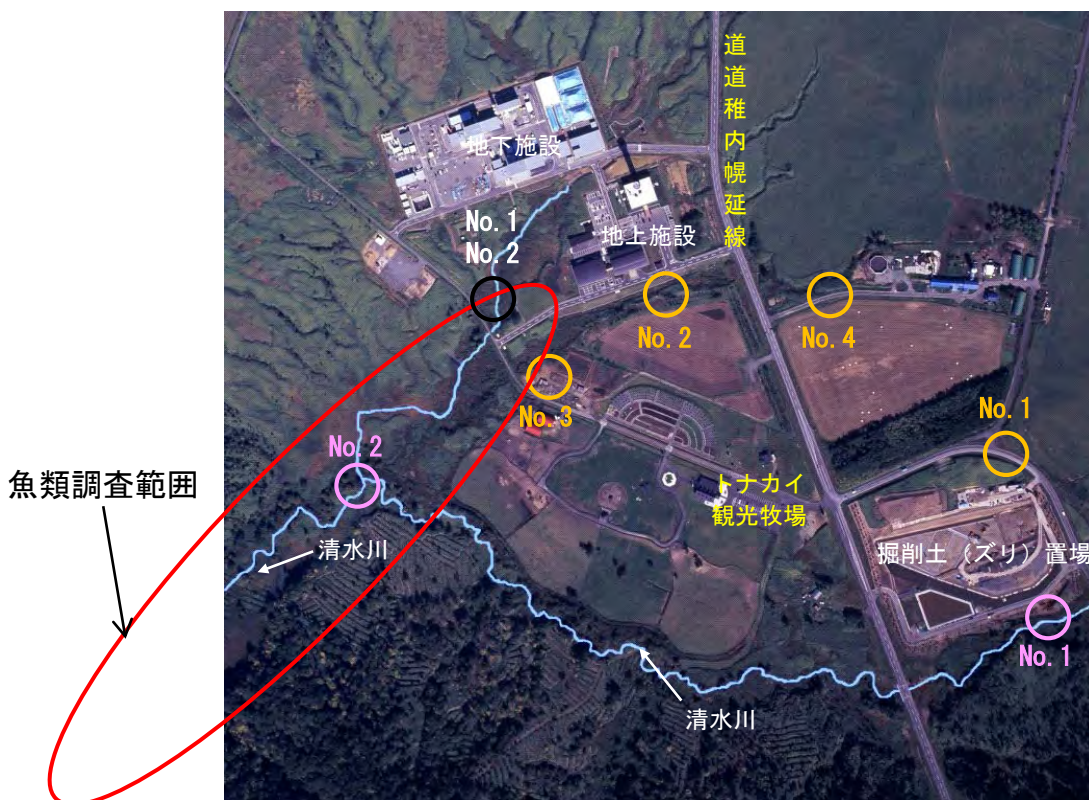 道道稚内幌延線
地下施設
No. 1
No. 2
地上施設
No. 2
No. 4
No. 3
No. 1
No. 2
魚類調査範囲
トナカイ
観光牧場
清水川
掘削土（ズリ）置場
No. 1
清水川